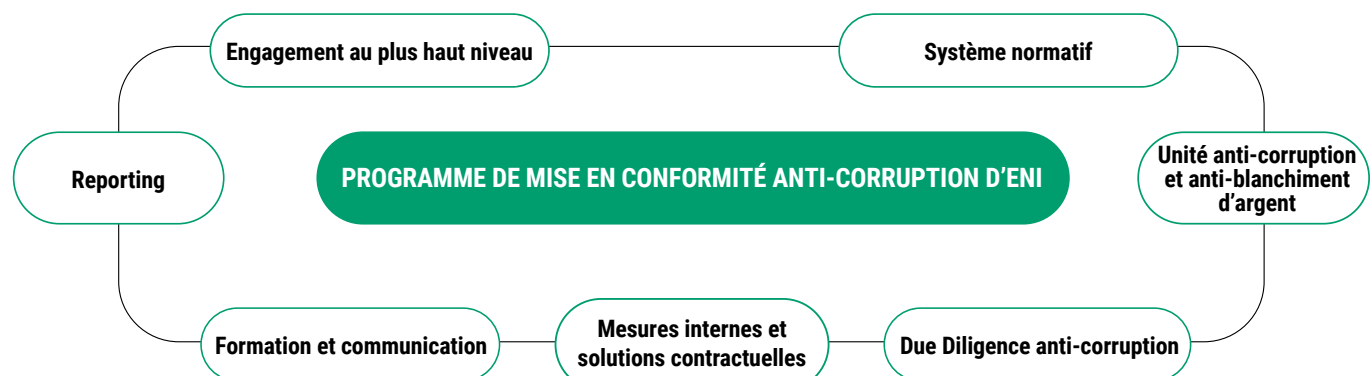 Engagement au plus haut niveau
Système normatif
Reporting
PROGRAMME DE MISE EN CONFORMITÉ ANTI-CORRUPTION D’ENI
Unité anti-corruption
et anti-blanchiment
d’argent
Formation et communication
Mesures internes et
solutions contractuelles
Due Diligence anti-corruption